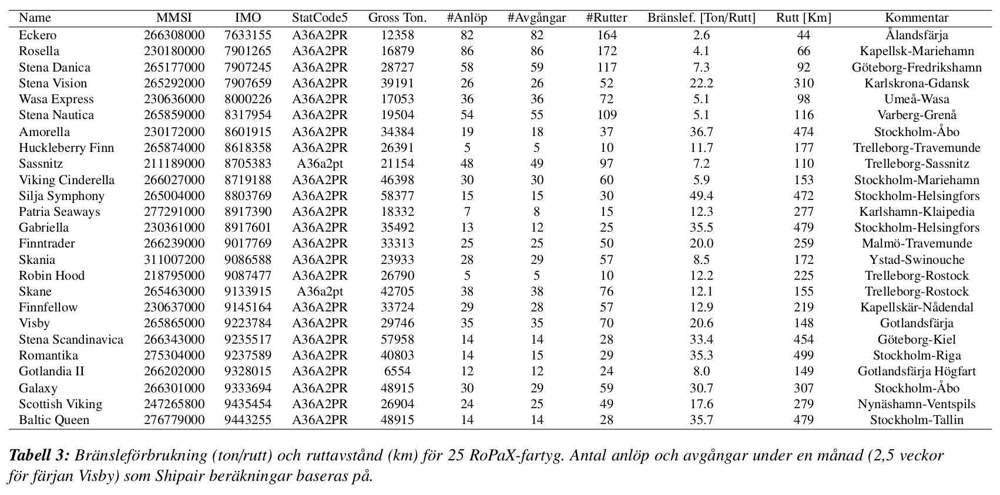 Name MMSI IMO StatCode5 Gross Ton. #Anlöp #Avgångar #Rutter Bränslef. [Ton/Rutt] Rutt [Km] Kommentar
Eckero 266308000 7633155 A36A2PR 12358 82 82 164 2.6 44 Ålandsfärja
Rosella 230180000 7901265 A36A2PR 16879 86 86 172 4.1 66 Kapellsk-Mariehamn
Stena Danica 265177000 7907245 A36A2PR 28727 58 59 117 7.3 92 Göteborg-Fredrikshamn
Stena Vision 265292000 7907659 A36A2PR 39191 26 26 52 22.2 310 Karlskrona-Gdansk
Wasa Express 230636000 8000226 A36A2PR 17053 36 36 72 5.1 98 Umeå-Wasa
Stena Nautica 265859000 8317954 A36A2PR 19504 54 55 109 5.1 116 Varberg-Grenå
Amorella 230172000 8601915 A36A2PR 34384 19 18 37 36.7 474 Stockholm-Åbo
Huckleberry Finn 265874000 8618358 A36A2PR 26391 5 5 10 11.7 177 Trelleborg-Travemunde
Sassnitz 211189000 8705383 A36a2pt 21154 48 49 97 7.2 110 Trelleborg-Sassnitz
Viking Cinderella 266027000 8719188 A36A2PR 46398 30 30 60 5.9 153 Stockholm-Mariehamn
Silja Symphony 265004000 8803769 A36A2PR 58377 15 15 30 49.4 472 Stockholm-Helsingfors
Patria Seaways 277291000 8917390 A36A2PR 18332 7 8 15 12.3 277 Karlshamn-Klaipedia
Gabriella 230361000 8917601 A36A2PR 35492 13 12 25 35.5 479 Stockholm-Helsingfors
Finntrader 266239000 9017769 A36A2PR 33313 25 25 50 20.0 259 Malmö-Travemunde
Skania 311007200 9086588 A36A2PR 23933 28 29 57 8.5 172 Ystad-Swinouche
Robin Hood 218795000 9087477 A36A2PR 26790 5 5 10 12.2 225 Trelleborg-Rostock
Skane 265463000 9133915 A36a2pt 42705 38 38 76 12.1 155 Trelleborg-Rostock
Finnfellow 230637000 9145164 A36A2PR 33724 29 28 57 12.9 219 Kapellskär-Nådendal
Visby 265865000 9223784 A36A2PR 29746 35 35 70 20.6 148 Gotlandsfärja
Stena Scandinavica 266343000 9235517 A36A2PR 57958 14 14 28 33.4 454 Göteborg-Kiel
Romantika 275304000 9237589 A36A2PR 40803 14 15 29 35.3 499 Stockholm-Riga
Gotlandia II 266202000 9328015 A36A2PR 6554 12 12 24 8.0 149 Gotlandsfärja Högfart
Galaxy 266301000 9333694 A36A2PR 48915 30 29 59 30.7 307 Stockholm-Åbo
Scottish Viking 247265800 9435454 A36A2PR 26904 24 25 49 17.6 279 Nynäshamn-Ventspils
Baltic Queen 276779000 9443255 A36A2PR 48915 14 14 28 35.7 479 Stockholm-Tallin
Tabell 3: Bränsleförbrukning (ton/rutt) och ruttavstånd (km) för 25 RoPaX-fartyg. Antal anlöp och avgångar under en månad (2,5 veckor
för färjan Visby) som Shipair beräkningar baseras på.